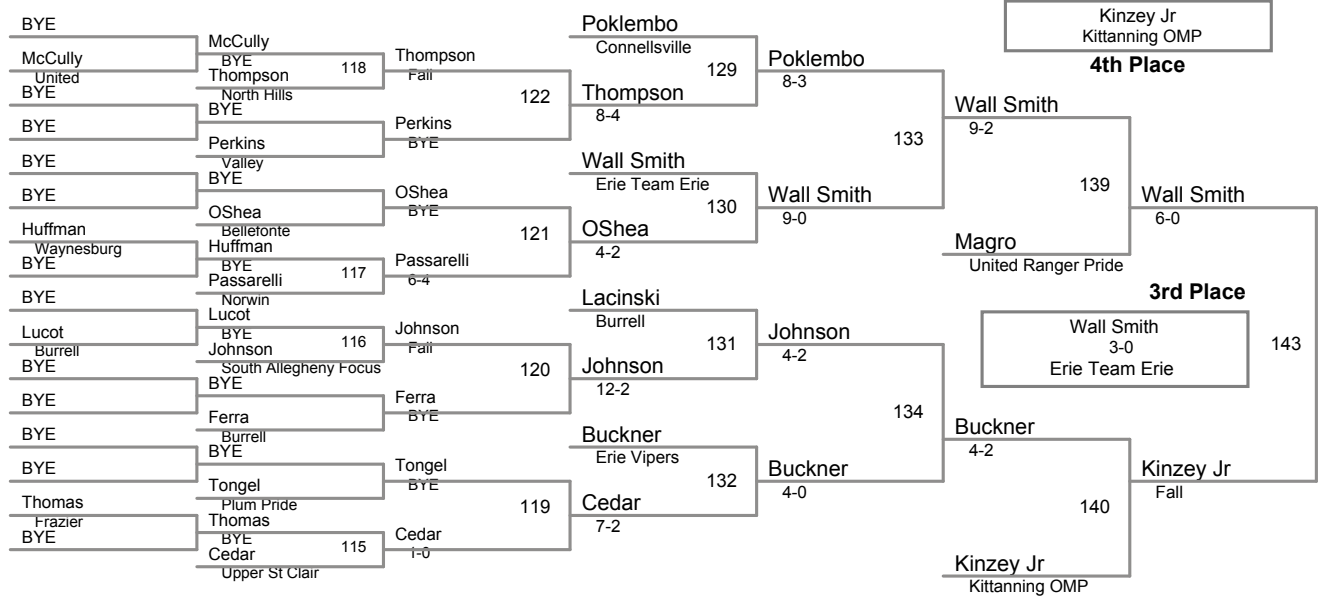 BYE
McCully
United
BYE
BYE
BYE
BYE
Huffman
Waynesburg
BYE
BYE
Lucot
Burrell
BYE
BYE
BYE
BYE
Thomas
Frazier
BYE
McCully
BYE
118
Thompson
North Hills
BYE
Perkins
Valley
BYE
OShea
Bellefonte
Huffman
BYE
117
Passarelli
Norwin
Lucot
BYE
116
Johnson
South Allegheny Focus
BYE
Ferra
Burrell
BYE
Tongel
Plum Pride
Thomas
BYE
115
Cedar
Upper St Clair
Thompson
Fall
122
Perkins
BYE
OShea
BYE
121
Passarelli
6-4
Johnson
Fall
120
Ferra
BYE
Tongel
BYE
119
Cedar
1-0
Poklembo
Connellsville
129
Thompson
8-4
Wall Smith
Erie Team Erie
130
OShea
4-2
Lacinski
Burrell
131
Johnson
12-2
Buckner
Erie Vipers
132
Cedar
7-2
Poklembo
8-3
133
Wall Smith
9-0
Johnson
4-2
134
Buckner
4-0
Kinzey Jr
Kittanning OMP
4th Place
Wall Smith
9-2
139
Magro
United Ranger Pride
Wall Smith
6-0
3rd Place
Wall Smith
3-0
Erie Team Erie
143
Buckner
4-2
140
Kinzey Jr
Kittanning OMP
Kinzey Jr
Fall